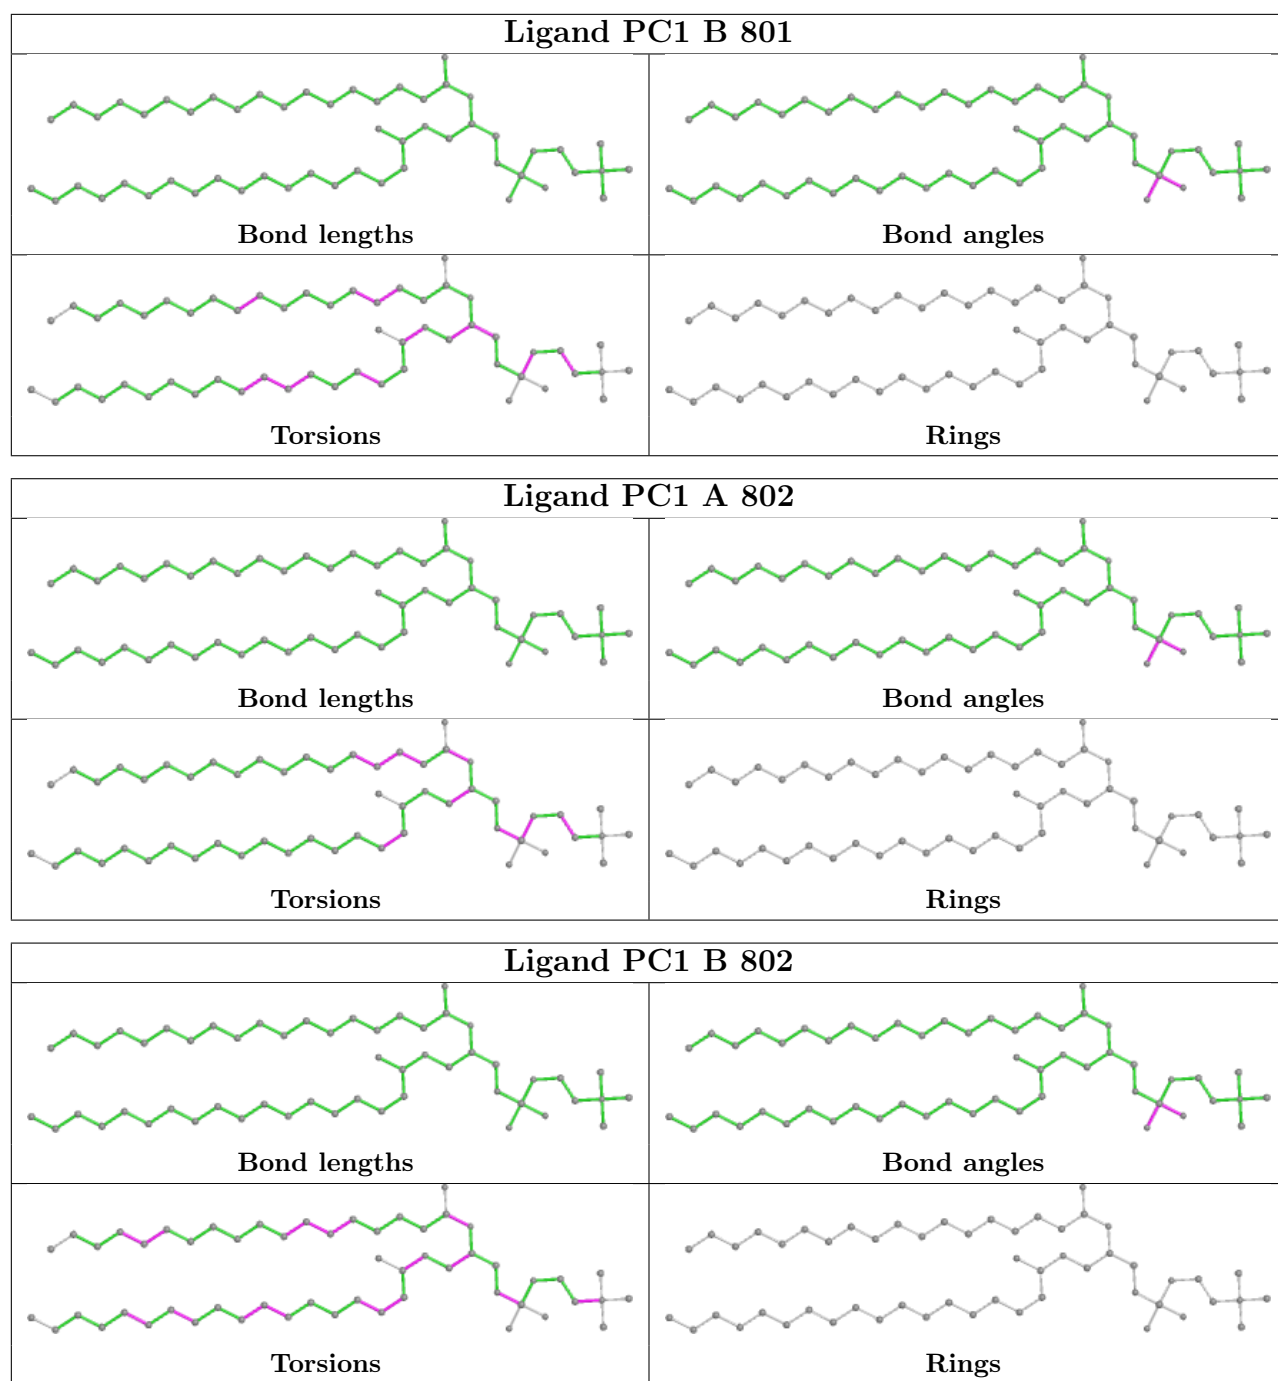 Ligand PC1 B 801
Bond lengths
Bond angles
Torsions
Rings
Ligand PC1 A 802
Bond lengths
Bond angles
Torsions
Rings
Ligand PC1 B 802
Bond lengths
Bond angles
Torsions
Rings